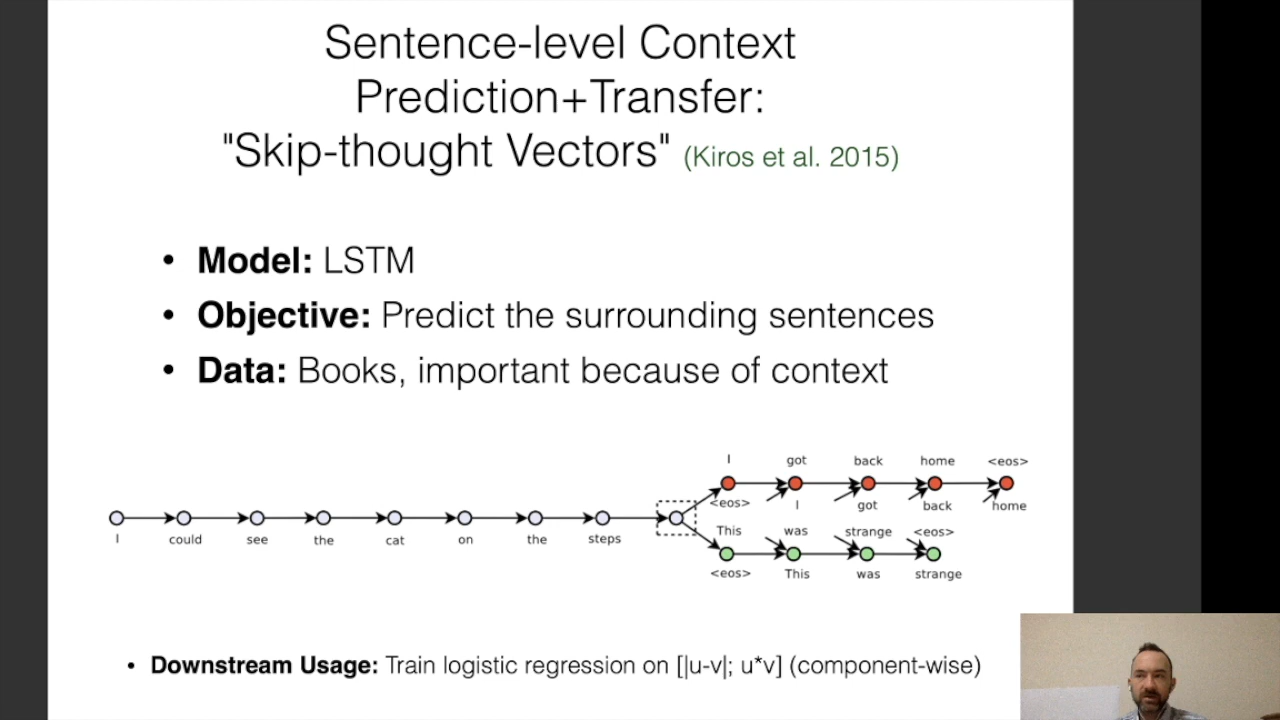 Sentence-level Context
Prediction+Transfer:
"Skip-thought Vectors" (Kiros et al. 2015)
• Model: LSTM
• Objective: Predict the surrounding sentences
• Data: Books, important because of context
I got back home <eos>
<eos> I got back home
I could see the cat on the steps
This was strange <eos>
<eos> This was strange
• Downstream Usage: Train logistic regression on [|u-v|; u*v] (component-wise)